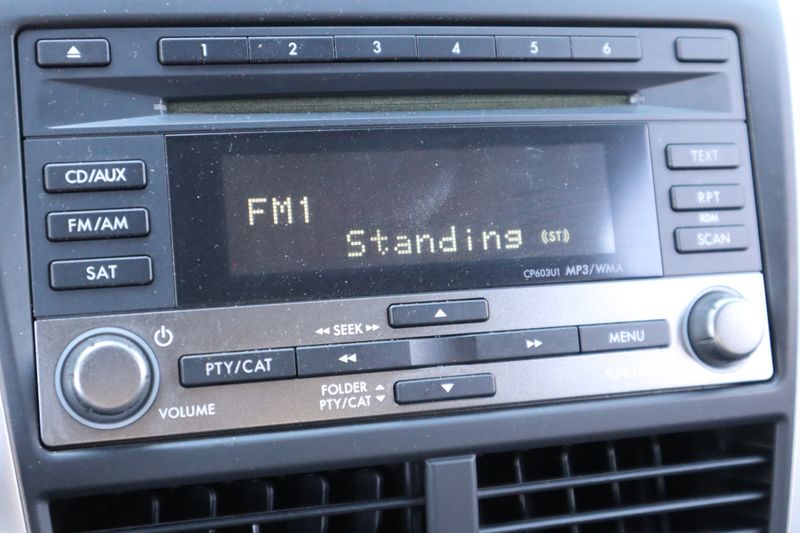 1 2 3 4 5 6
CD/AUX
FM/AM
SAT
FM1
Standing (ST)
CP603U1 MP3/WMA
TEXT
RPT
RDM
SCAN
SEEK
PTY/CAT
MENU
FOLDER
PTY/CAT
VOLUME